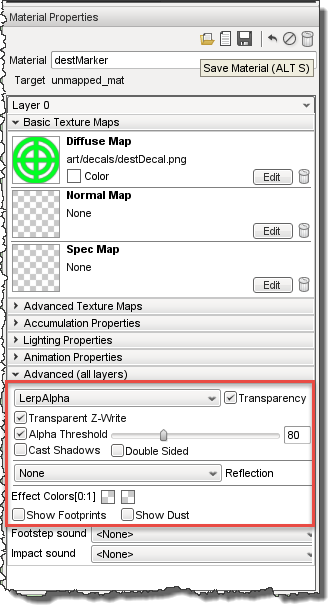 Material Properties
Material destMarker
Save Material (ALT S)
Target unmapped_mat
Layer 0
Basic Texture Maps
Diffuse Map
art/decals/destDecal.png
Color Edit
Normal Map
None
Edit
Spec Map
None
Edit
Advanced Texture Maps
Accumulation Properties
Lighting Properties
Animation Properties
Advanced (all layers)
LerpAlpha Transparency
Transparent Z-Write
Alpha Threshold 80
Cast Shadows Double Sided
None Reflection
Effect Colors[0:1]
Show Footprints Show Dust
Footstep sound <None>
Impact sound <None>